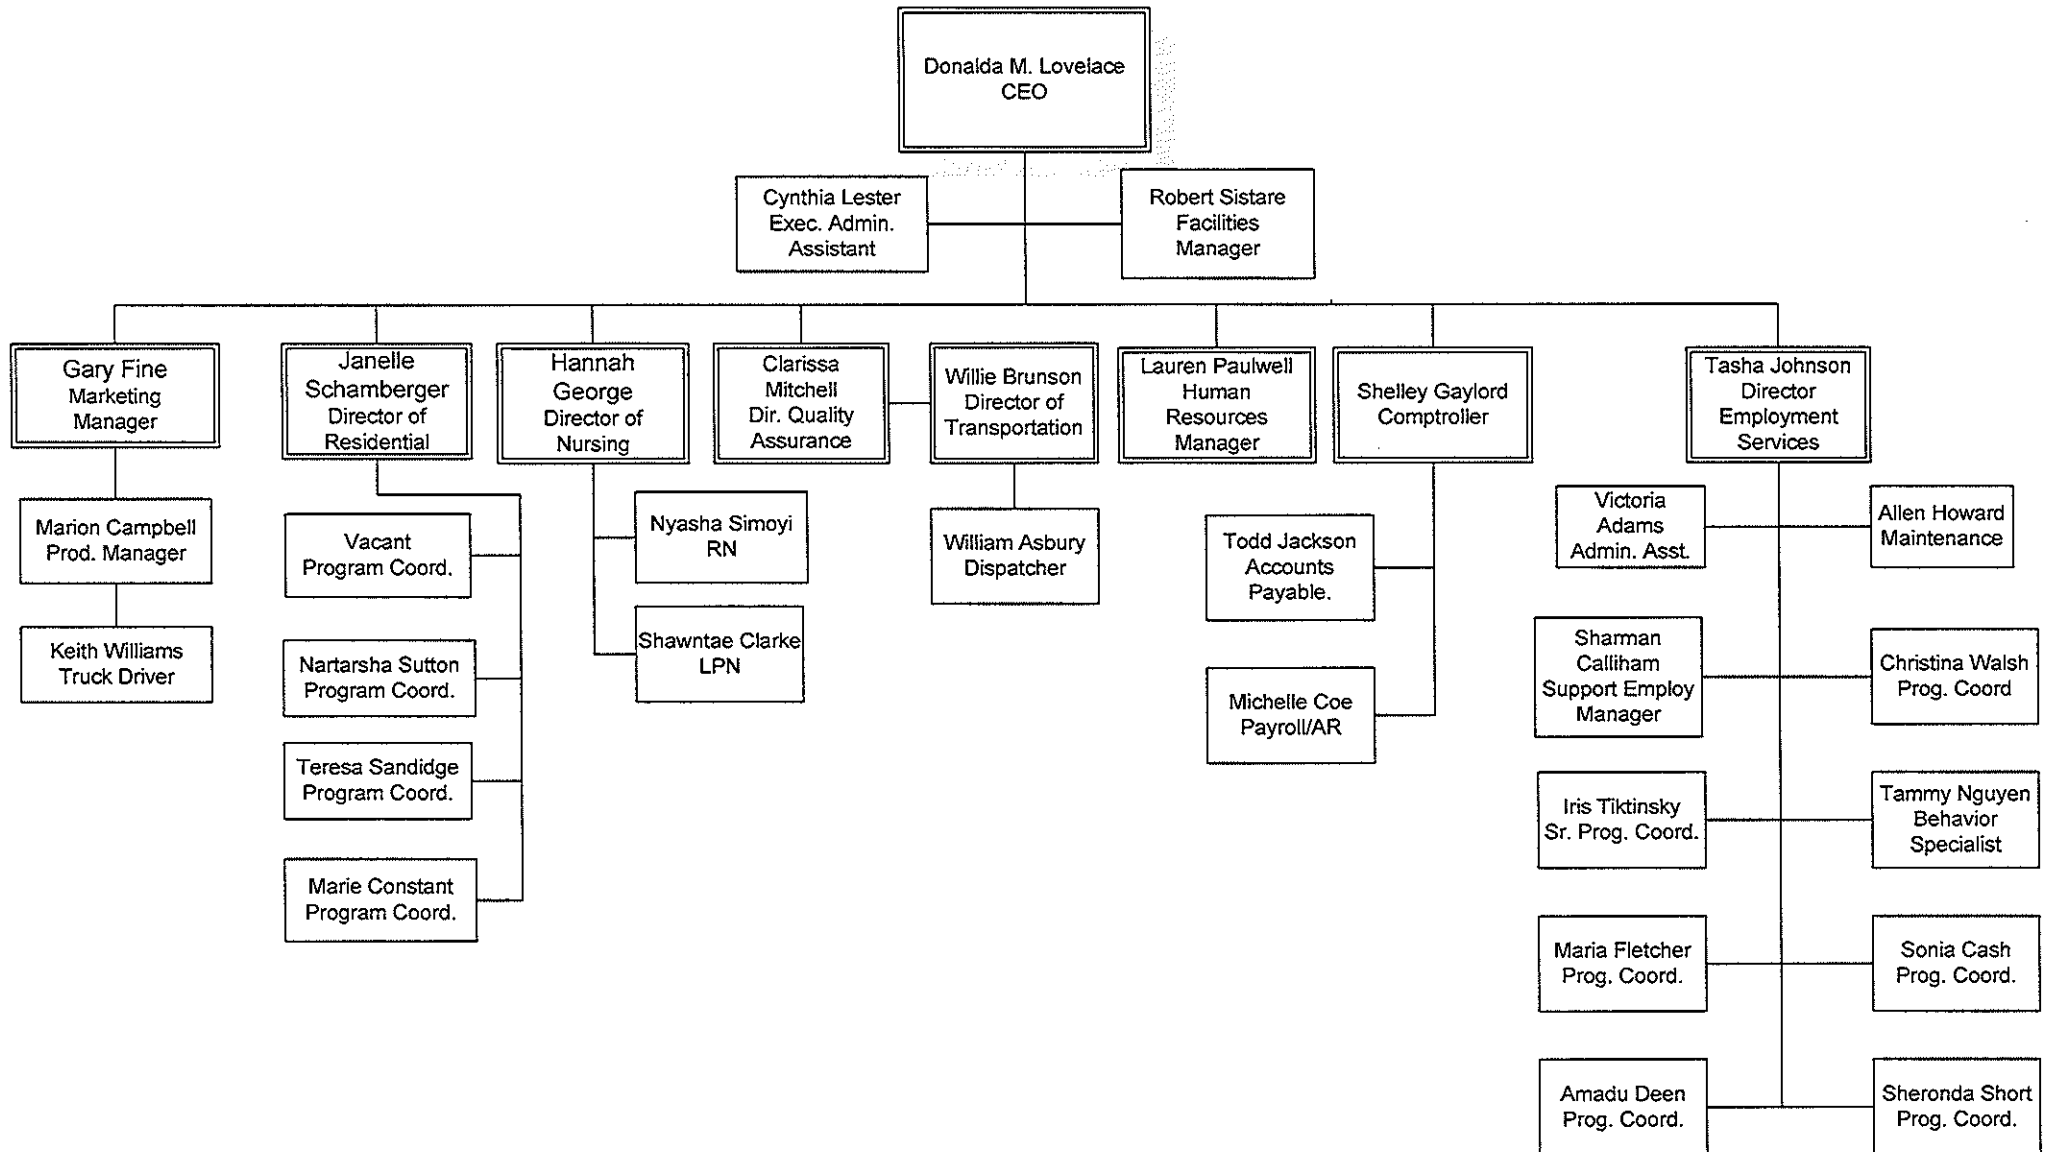 Donalda M. Lovelace
CEO
Cynthia Lester
Exec. Admin.
Assistant
Robert Sistare
Facilities
Manager
Gary Fine
Marketing
Manager
Janelle
Schamberger
Director of
Residential
Hannah
George
Director of
Nursing
Clarissa
Mitchell
Dir. Quality
Assurance
Willie Brunson
Director of
Transportation
Lauren Paulwell
Human
Resources
Manager
Shelley Gaylord
Comptroller
Tasha Johnson
Director
Employment
Services
Marion Campbell
Prod. Manager
Keith Williams
Truck Driver
Vacant
Program Coord.
Nartarsha Sutton
Program Coord.
Teresa Sandidge
Program Coord.
Marie Constant
Program Coord.
Nyasha Simoyi
RN
Shawntae Clarke
LPN
William Asbury
Dispatcher
Todd Jackson
Accounts
Payable.
Michelle Coe
Payroll/AR
Victoria
Adams
Admin. Asst.
Allen Howard
Maintenance
Sharman
Calliham
Support Employ
Manager
Christina Walsh
Prog. Coord
Iris Tiktinsky
Sr. Prog. Coord.
Tammy Nguyen
Behavior
Specialist
Maria Fletcher
Prog. Coord.
Sonia Cash
Prog. Coord.
Amadu Deen
Prog. Coord.
Sheronda Short
Prog. Coord.